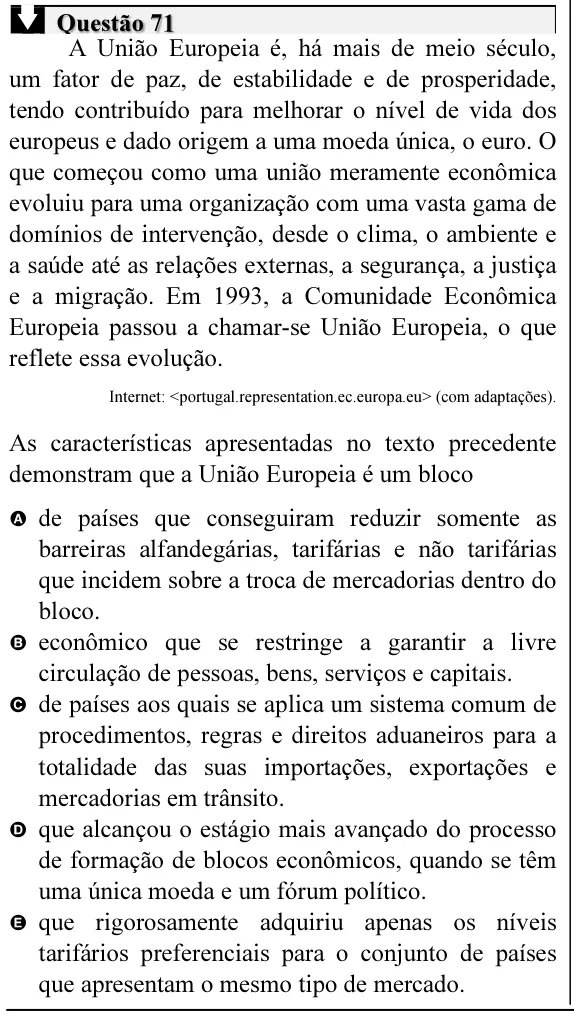 Questão 71
A União Europeia é, há mais de meio século,
um fator de paz, de estabilidade e de prosperidade,
tendo contribuído para melhorar o nível de vida dos
europeus e dado origem a uma moeda única, o euro. O
que começou como uma união meramente econômica
evoluiu para uma organização com uma vasta gama de
domínios de intervenção, desde o clima, o ambiente e
a saúde até as relações externas, a segurança, a justiça
e a migração. Em 1993, a Comunidade Econômica
Europeia passou a chamar-se União Europeia, o que
reflete essa evolução.
Internet: <portugal.representation.ec.europa.eu> (com adaptações).
As características apresentadas no texto precedente
demonstram que a União Europeia é um bloco
A de países que conseguiram reduzir somente as
barreiras alfandegárias, tarifárias e não tarifárias
que incidem sobre a troca de mercadorias dentro do
bloco.
B econômico que se restringe a garantir a livre
circulação de pessoas, bens, serviços e capitais.
C de países aos quais se aplica um sistema comum de
procedimentos, regras e direitos aduaneiros para a
totalidade das suas importações, exportações e
mercadorias em trânsito.
D que alcançou o estágio mais avançado do processo
de formação de blocos econômicos, quando se têm
uma única moeda e um fórum político.
E que rigorosamente adquiriu apenas os níveis
tarifários preferenciais para o conjunto de países
que apresentam o mesmo tipo de mercado.